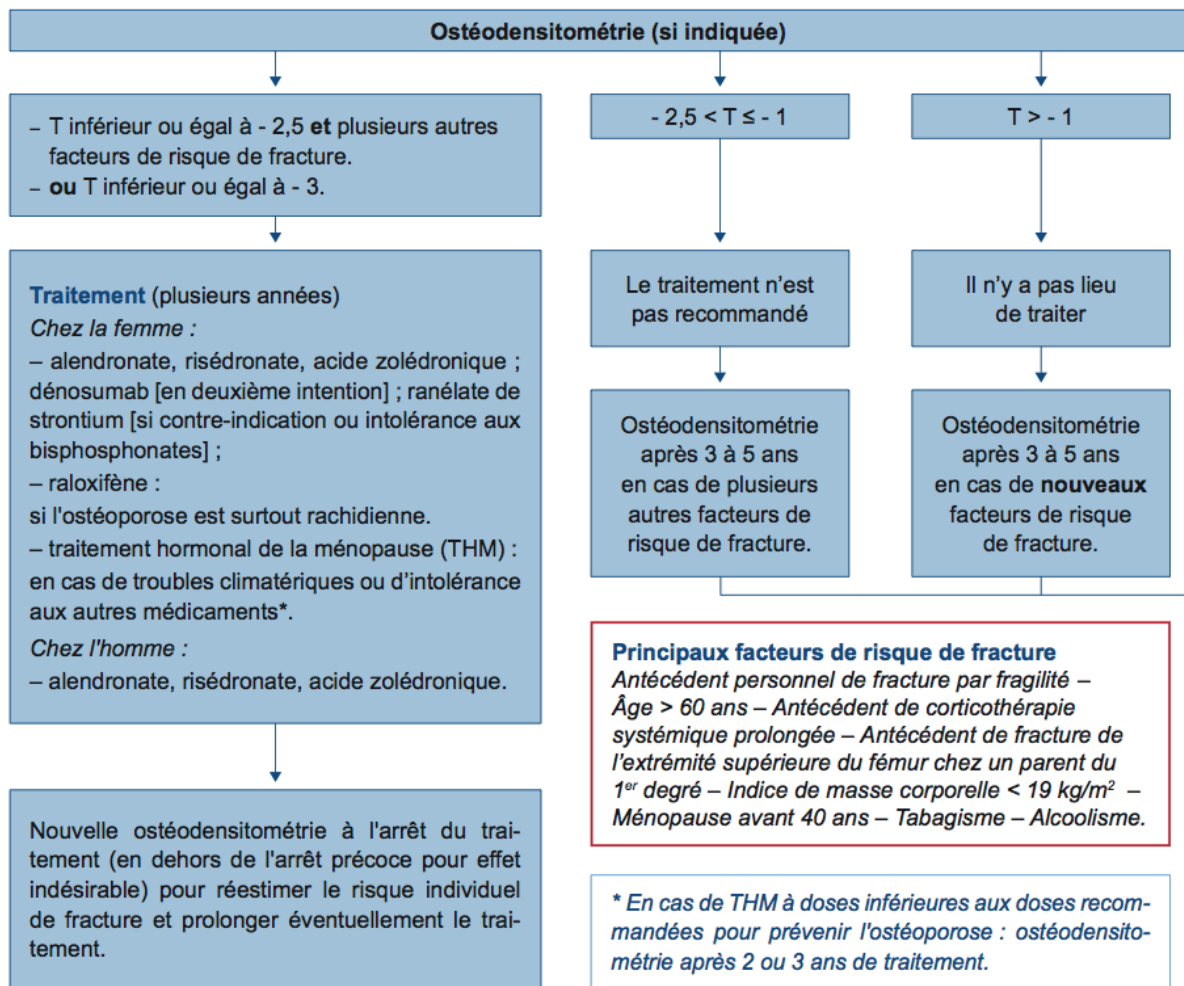 Ostéodensitométrie (si indiquée)
– T inférieur ou égal à - 2,5 et plusieurs autres
facteurs de risque de fracture.
– ou T inférieur ou égal à - 3.
- 2,5 < T ≤ - 1
T > - 1
Traitement (plusieurs années)
Chez la femme :
– alendronate, risédronate, acide zolédronique ;
dénosumab [en deuxième intention] ; ranélate de
strontium [si contre-indication ou intolérance aux
bisphosphonates] ;
– raloxifène :
si l'ostéoporose est surtout rachidienne.
– traitement hormonal de la ménopause (THM) :
en cas de troubles climatériques ou d’intolérance
aux autres médicaments*.
Chez l'homme :
– alendronate, risédronate, acide zolédronique.
Le traitement n’est
pas recommandé
Il n’y a pas lieu
de traiter
Ostéodensitométrie
après 3 à 5 ans
en cas de plusieurs
autres facteurs de
risque de fracture.
Ostéodensitométrie
après 3 à 5 ans
en cas de nouveaux
facteurs de risque
de fracture.
Nouvelle ostéodensitométrie à l'arrêt du trai-
tement (en dehors de l'arrêt précoce pour effet
indésirable) pour réestimer le risque individuel
de fracture et prolonger éventuellement le trai-
tement.
Principaux facteurs de risque de fracture
Antécédent personnel de fracture par fragilité –
Âge > 60 ans – Antécédent de corticothérapie
systémique prolongée – Antécédent de fracture de
l’extrémité supérieure du fémur chez un parent du
1er degré – Indice de masse corporelle < 19 kg/m² –
Ménopause avant 40 ans – Tabagisme – Alcoolisme.
* En cas de THM à doses inférieures aux doses recom-
mandées pour prévenir l'ostéoporose : ostéodensito-
métrie après 2 ou 3 ans de traitement.